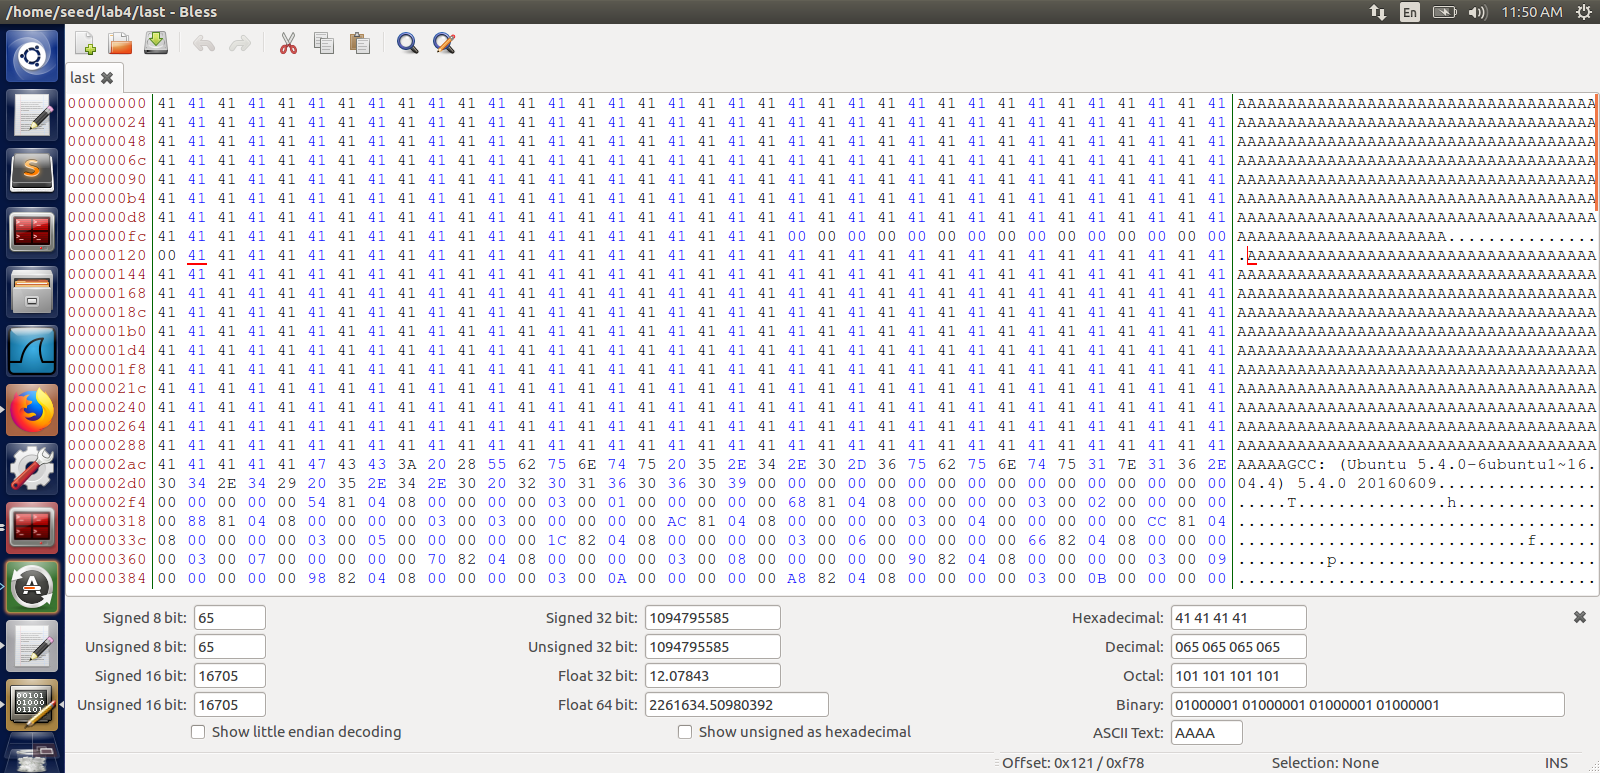 /home/seed/lab4/last - Bless
En
11:50 AM
last
00000000 41 41 41 41 41 41 41 41 41 41 41 41 41 41 41 41 41 41 41 41 41 41 41 41 41 41 41 41 41 41 41 41 41 41 41 41 AAAAAAAAAAAAAAAAAAAAAAAAAAAAAAAAAAAA
00000024 41 41 41 41 41 41 41 41 41 41 41 41 41 41 41 41 41 41 41 41 41 41 41 41 41 41 41 41 41 41 41 41 41 41 41 41 AAAAAAAAAAAAAAAAAAAAAAAAAAAAAAAAAAAA
00000048 41 41 41 41 41 41 41 41 41 41 41 41 41 41 41 41 41 41 41 41 41 41 41 41 41 41 41 41 41 41 41 41 41 41 41 41 AAAAAAAAAAAAAAAAAAAAAAAAAAAAAAAAAAAA
0000006c 41 41 41 41 41 41 41 41 41 41 41 41 41 41 41 41 41 41 41 41 41 41 41 41 41 41 41 41 41 41 41 41 41 41 41 41 AAAAAAAAAAAAAAAAAAAAAAAAAAAAAAAAAAAA
00000090 41 41 41 41 41 41 41 41 41 41 41 41 41 41 41 41 41 41 41 41 41 41 41 41 41 41 41 41 41 41 41 41 41 41 41 41 AAAAAAAAAAAAAAAAAAAAAAAAAAAAAAAAAAAA
000000b4 41 41 41 41 41 41 41 41 41 41 41 41 41 41 41 41 41 41 41 41 41 41 41 41 41 41 41 41 41 41 41 41 41 41 41 41 AAAAAAAAAAAAAAAAAAAAAAAAAAAAAAAAAAAA
000000d8 41 41 41 41 41 41 41 41 41 41 41 41 41 41 41 41 41 41 41 41 41 41 41 41 41 41 41 41 41 41 41 41 41 41 41 41 AAAAAAAAAAAAAAAAAAAAAAAAAAAAAAAAAAAA
000000fc 41 41 41 41 41 41 41 41 41 41 41 41 41 41 41 41 41 41 41 41 41 00 00 00 00 00 00 00 00 00 00 00 00 00 00 00 AAAAAAAAAAAAAAAAAAAAA...............
00000120 00 41 41 41 41 41 41 41 41 41 41 41 41 41 41 41 41 41 41 41 41 41 41 41 41 41 41 41 41 41 41 41 41 41 41 41 .AAAAAAAAAAAAAAAAAAAAAAAAAAAAAAAAAAA
00000144 41 41 41 41 41 41 41 41 41 41 41 41 41 41 41 41 41 41 41 41 41 41 41 41 41 41 41 41 41 41 41 41 41 41 41 41 AAAAAAAAAAAAAAAAAAAAAAAAAAAAAAAAAAAA
00000168 41 41 41 41 41 41 41 41 41 41 41 41 41 41 41 41 41 41 41 41 41 41 41 41 41 41 41 41 41 41 41 41 41 41 41 41 AAAAAAAAAAAAAAAAAAAAAAAAAAAAAAAAAAAA
0000018c 41 41 41 41 41 41 41 41 41 41 41 41 41 41 41 41 41 41 41 41 41 41 41 41 41 41 41 41 41 41 41 41 41 41 41 41 AAAAAAAAAAAAAAAAAAAAAAAAAAAAAAAAAAAA
000001b0 41 41 41 41 41 41 41 41 41 41 41 41 41 41 41 41 41 41 41 41 41 41 41 41 41 41 41 41 41 41 41 41 41 41 41 41 AAAAAAAAAAAAAAAAAAAAAAAAAAAAAAAAAAAA
000001d4 41 41 41 41 41 41 41 41 41 41 41 41 41 41 41 41 41 41 41 41 41 41 41 41 41 41 41 41 41 41 41 41 41 41 41 41 AAAAAAAAAAAAAAAAAAAAAAAAAAAAAAAAAAAA
000001f8 41 41 41 41 41 41 41 41 41 41 41 41 41 41 41 41 41 41 41 41 41 41 41 41 41 41 41 41 41 41 41 41 41 41 41 41 AAAAAAAAAAAAAAAAAAAAAAAAAAAAAAAAAAAA
0000021c 41 41 41 41 41 41 41 41 41 41 41 41 41 41 41 41 41 41 41 41 41 41 41 41 41 41 41 41 41 41 41 41 41 41 41 41 AAAAAAAAAAAAAAAAAAAAAAAAAAAAAAAAAAAA
00000240 41 41 41 41 41 41 41 41 41 41 41 41 41 41 41 41 41 41 41 41 41 41 41 41 41 41 41 41 41 41 41 41 41 41 41 41 AAAAAAAAAAAAAAAAAAAAAAAAAAAAAAAAAAAA
00000264 41 41 41 41 41 41 41 41 41 41 41 41 41 41 41 41 41 41 41 41 41 41 41 41 41 41 41 41 41 41 41 41 41 41 41 41 AAAAAAAAAAAAAAAAAAAAAAAAAAAAAAAAAAAA
00000288 41 41 41 41 41 41 41 41 41 41 41 41 41 41 41 41 41 41 41 41 41 41 41 41 41 41 41 41 41 41 41 41 41 41 41 41 AAAAAAAAAAAAAAAAAAAAAAAAAAAAAAAAAAAA
000002ac 41 41 41 41 41 47 43 43 3A 20 28 55 62 75 6E 74 75 20 35 2E 34 2E 30 2D 36 75 62 75 6E 74 75 31 7E 31 36 2E AAAAAGCC: (Ubuntu 5.4.0-6ubuntu1~16.
000002d0 30 34 2E 34 29 20 35 2E 34 2E 30 20 32 30 31 36 30 36 30 39 00 00 00 00 00 00 00 00 00 00 00 00 00 00 00 00 04.4) 5.4.0 20160609................
000002f4 00 00 00 00 00 54 81 04 08 00 00 00 00 03 00 01 00 00 00 00 00 68 81 04 08 00 00 00 00 03 00 02 00 00 00 00 .....T...............h..............
00000318 00 88 81 04 08 00 00 00 00 03 00 03 00 00 00 00 00 AC 81 04 08 00 00 00 00 03 00 04 00 00 00 00 00 CC 81 04 ....................................
0000033c 08 00 00 00 00 03 00 05 00 00 00 00 00 1C 82 04 08 00 00 00 00 03 00 06 00 00 00 00 00 66 82 04 08 00 00 00 .............................f......
00000360 00 03 00 07 00 00 00 00 00 70 82 04 08 00 00 00 00 03 00 08 00 00 00 00 00 90 82 04 08 00 00 00 00 03 00 09 .........p..........................
00000384 00 00 00 00 00 98 82 04 08 00 00 00 00 03 00 0A 00 00 00 00 00 A8 82 04 08 00 00 00 00 03 00 0B 00 00 00 00 ....................................
Signed 8 bit: 65 Signed 32 bit: 1094795585 Hexadecimal: 41 41 41 41
Unsigned 8 bit: 65 Unsigned 32 bit: 1094795585 Decimal: 065 065 065 065
Signed 16 bit: 16705 Float 32 bit: 12.07843 Octal: 101 101 101 101
Unsigned 16 bit: 16705 Float 64 bit: 2261634.50980392 Binary: 01000001 01000001 01000001 01000001
Show little endian decoding Show unsigned as hexadecimal ASCII Text: AAAA
Offset: 0x121 / 0xf78 Selection: None INS